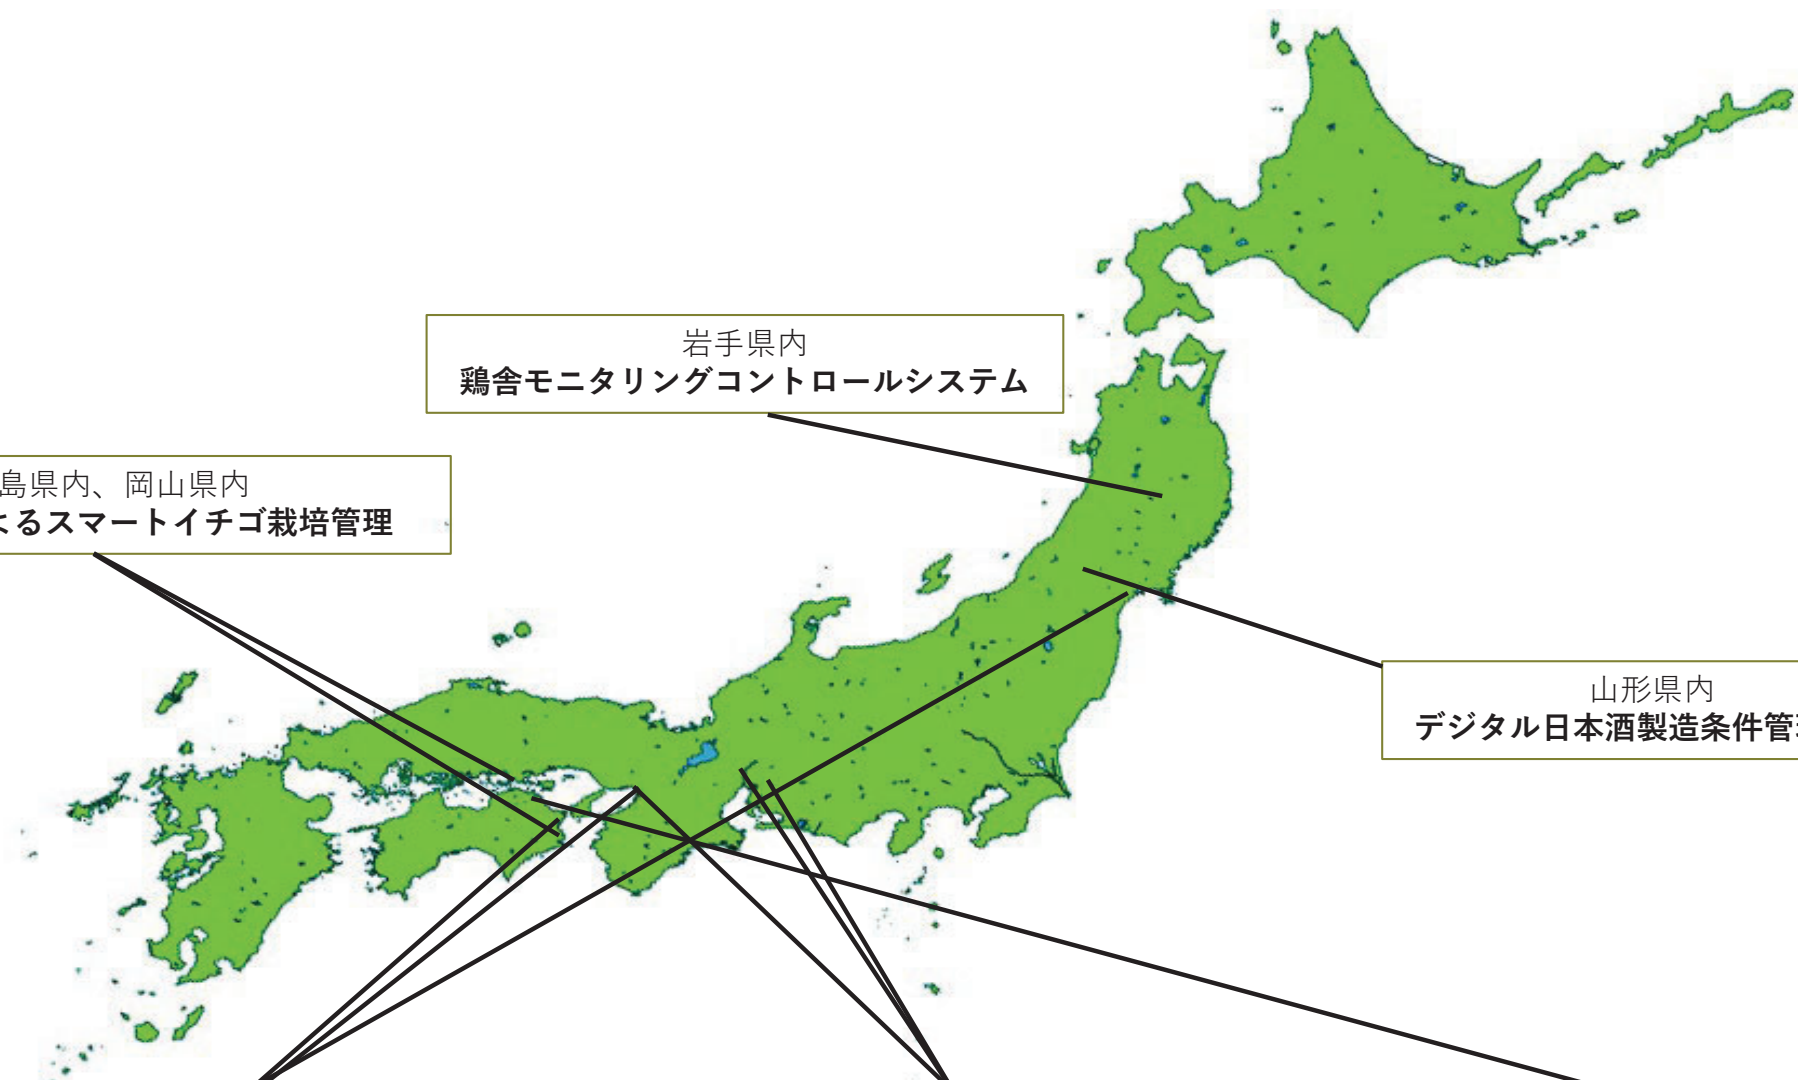 岩手県内
鶏舎モニタリングコントロールシステム
島県内、岡山県内
よるスマートイチゴ栽培管理
山形県内
デジタル日本酒製造条件管